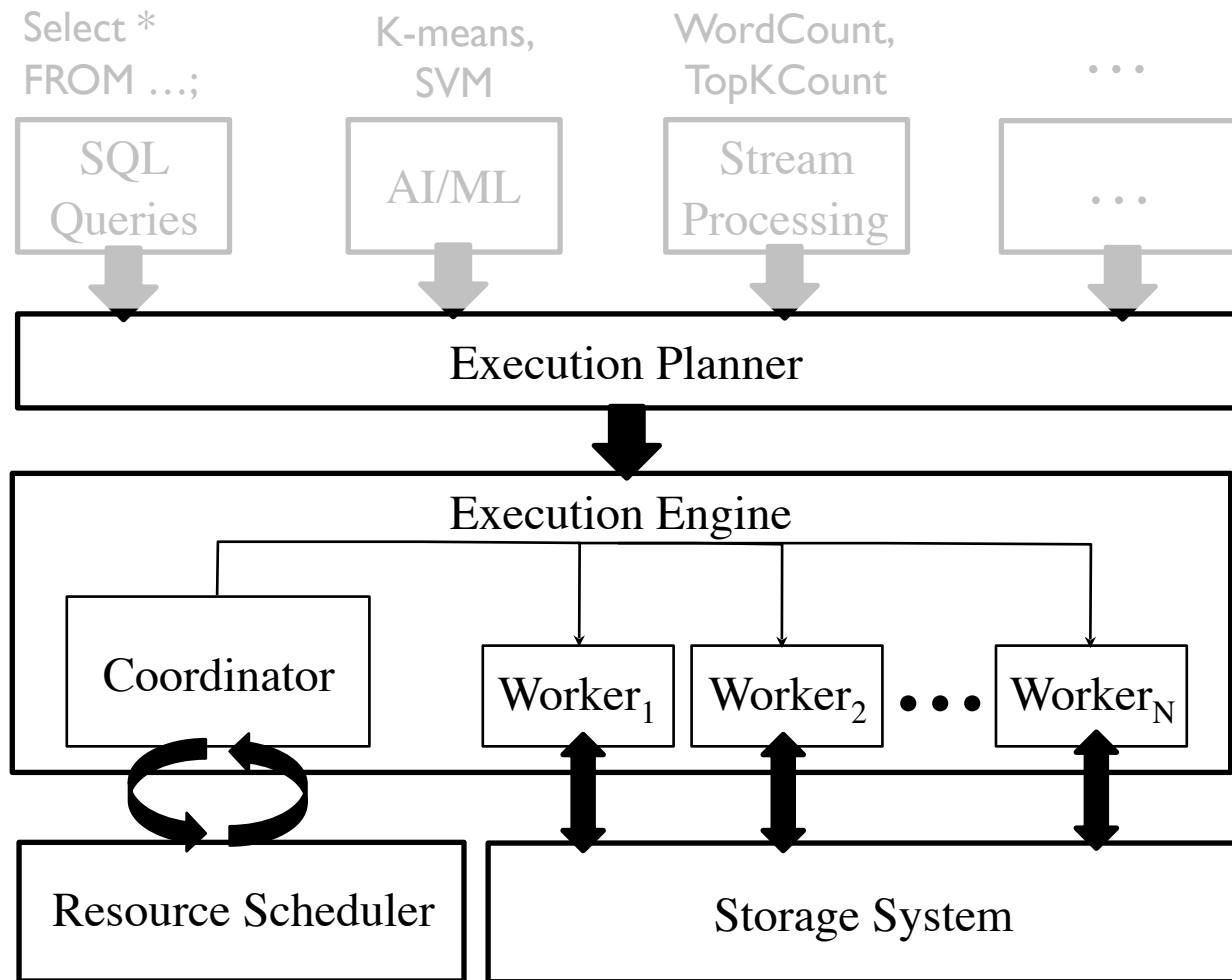 Select *
FROM …;
K-means,
SVM
WordCount,
TopKCount
…
SQL
Queries
AI/ML
Stream
Processing
…
Execution Planner
Execution Engine
Coordinator
Worker₁
Worker₂
•••
Worker_N
Resource Scheduler
Storage System